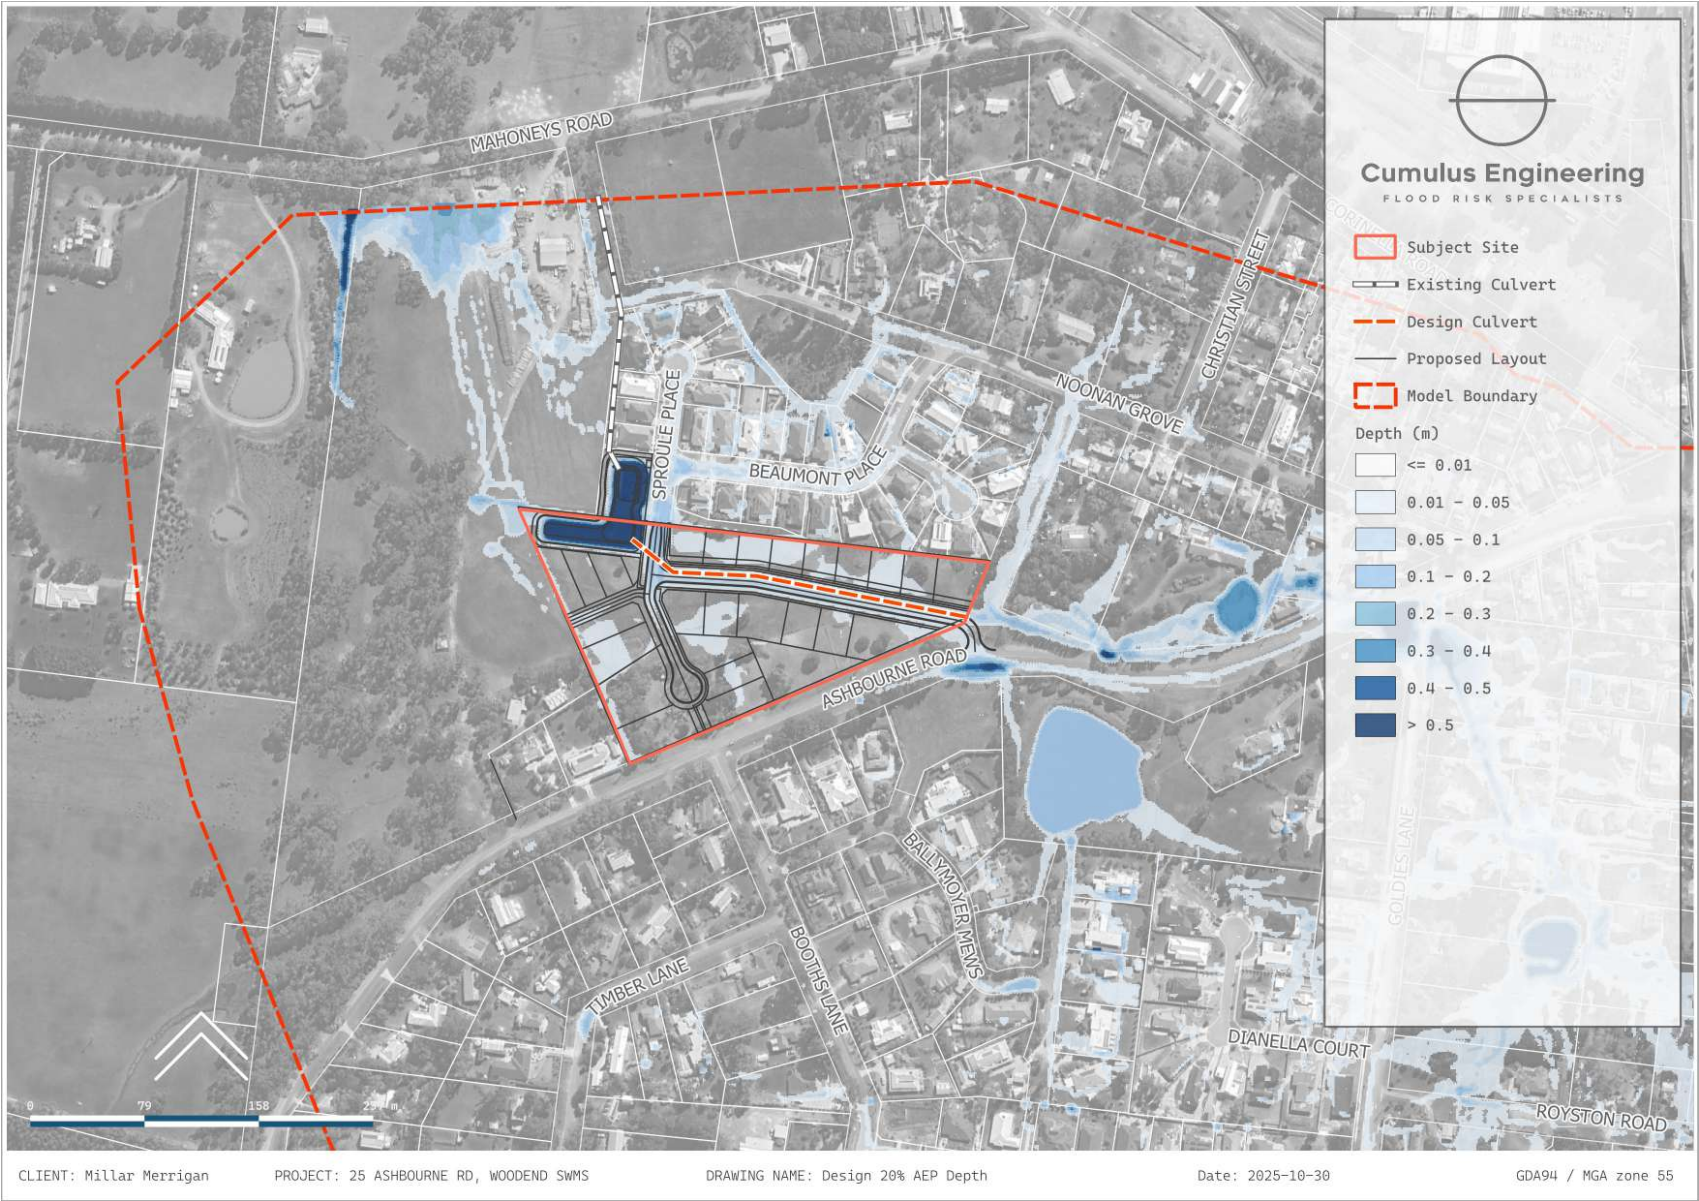 MAHONEYS ROAD
CHRISTIAN STREET
NOONAN GROVE
SPROULE PLACE
BEAUMONT PLACE
ASHBOURNE ROAD
BALLYMOYER MEWS
BOOTHS LANE
TIMBER LANE
DIANELLA COURT
ROYSTON ROAD
GOLDIES LANE
Cumulus Engineering
FLOOD RISK SPECIALISTS
Subject Site
Existing Culvert
Design Culvert
Proposed Layout
Model Boundary
Depth (m)
<= 0.01
0.01 - 0.05
0.05 - 0.1
0.1 - 0.2
0.2 - 0.3
0.3 - 0.4
0.4 - 0.5
> 0.5
0 79 158 m
CLIENT: Millar Merrigan PROJECT: 25 ASHBOURNE RD, WOODEND SWMS DRAWING NAME: Design 20% AEP Depth Date: 2025-10-30 GDA94 / MGA zone 55